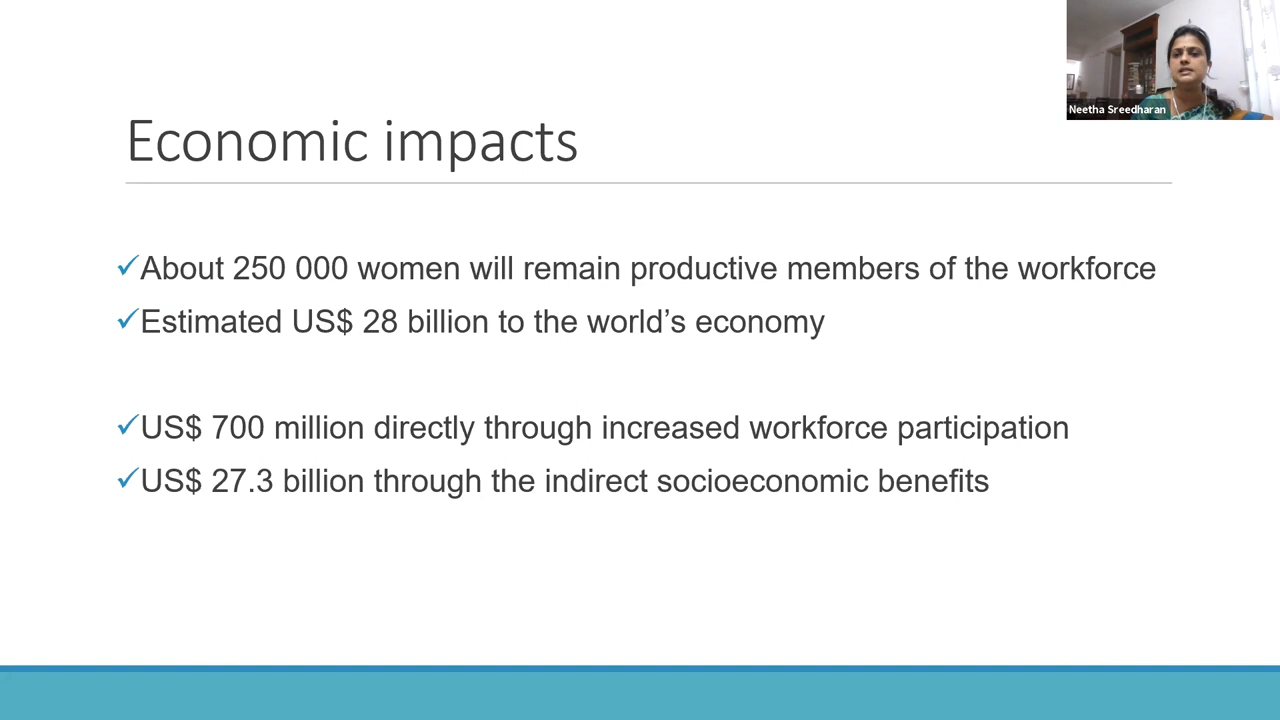 Neetha Sreedharan
Economic impacts
✓About 250 000 women will remain productive members of the workforce
✓Estimated US$ 28 billion to the world’s economy
✓US$ 700 million directly through increased workforce participation
✓US$ 27.3 billion through the indirect socioeconomic benefits